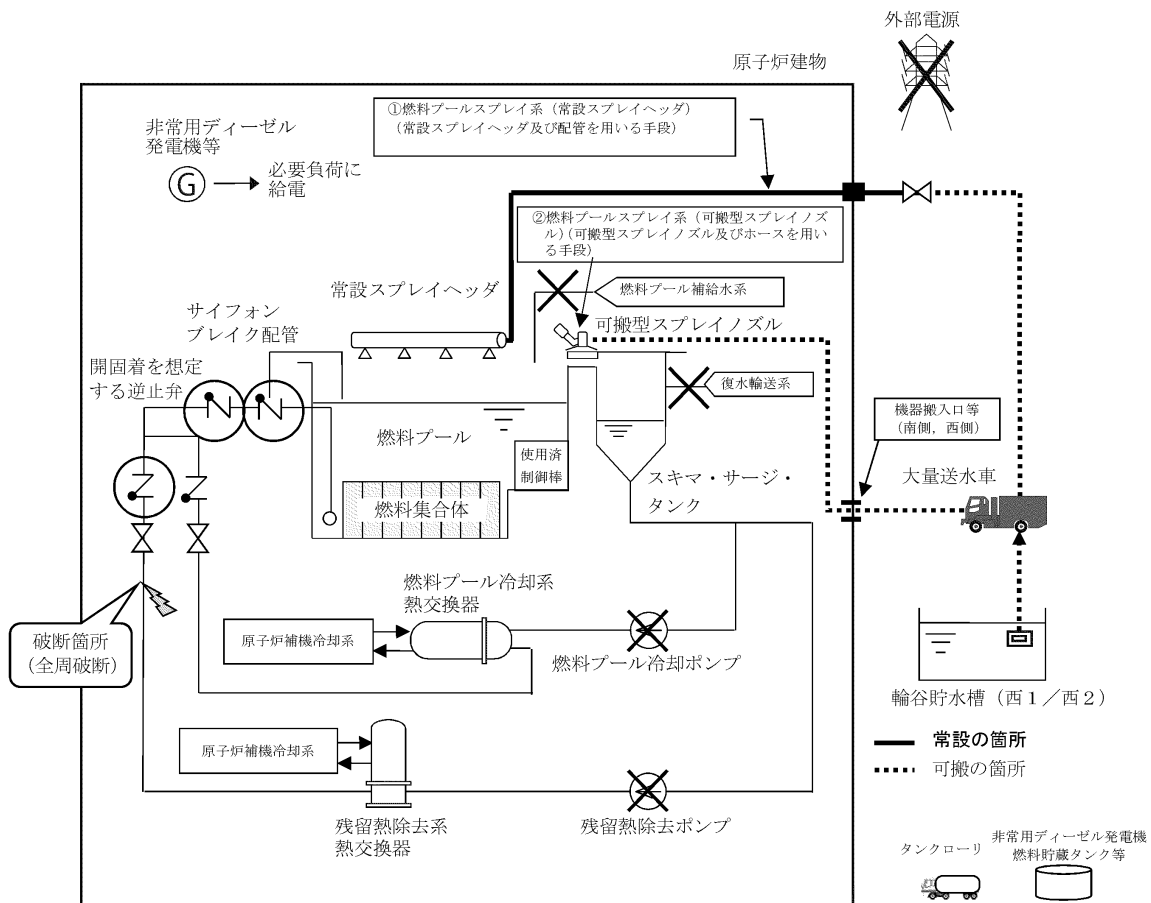 外部電源
原子炉建物
①燃料プールスプレイ系（常設スプレイヘッダ）
（常設スプレイヘッダ及び配管を用いる手段）
非常用ディーゼル
発電機等
G
必要負荷に
給電
②燃料プールスプレイ系（可搬型スプレイノズ
ル）（可搬型スプレイノズル及びホースを用い
る手段）
常設スプレイヘッダ
燃料プール補給水系
サイフォン
ブレイク配管
可搬型スプレイノズル
開固着を想定
する逆止弁
復水輸送系
機器搬入口等
（南側，西側）
燃料プール
使用済
制御棒
スキマ・サージ・
タンク
大量送水車
燃料集合体
燃料プール冷却系
熱交換器
破断箇所
（全周破断）
原子炉補機冷却系
燃料プール冷却ポンプ
輪谷貯水槽（西１／西２）
原子炉補機冷却系
常設の箇所
可搬の箇所
残留熱除去系
熱交換器
残留熱除去ポンプ
タンクローリ
非常用ディーゼル発電機
燃料貯蔵タンク等